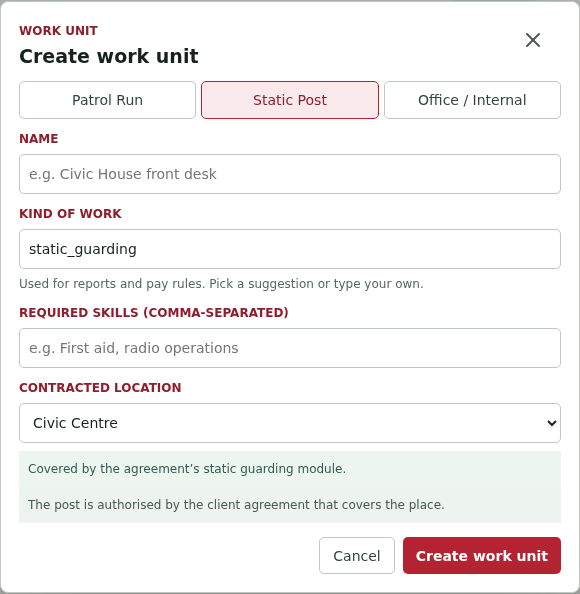 WORK UNIT
Create work unit
Patrol Run
Static Post
Office / Internal
NAME
e.g. Civic House front desk
KIND OF WORK
static_guarding
Used for reports and pay rules. Pick a suggestion or type your own.
REQUIRED SKILLS (COMMA-SEPARATED)
e.g. First aid, radio operations
CONTRACTED LOCATION
Civic Centre
Covered by the agreement’s static guarding module.
The post is authorised by the client agreement that covers the place.
Cancel
Create work unit